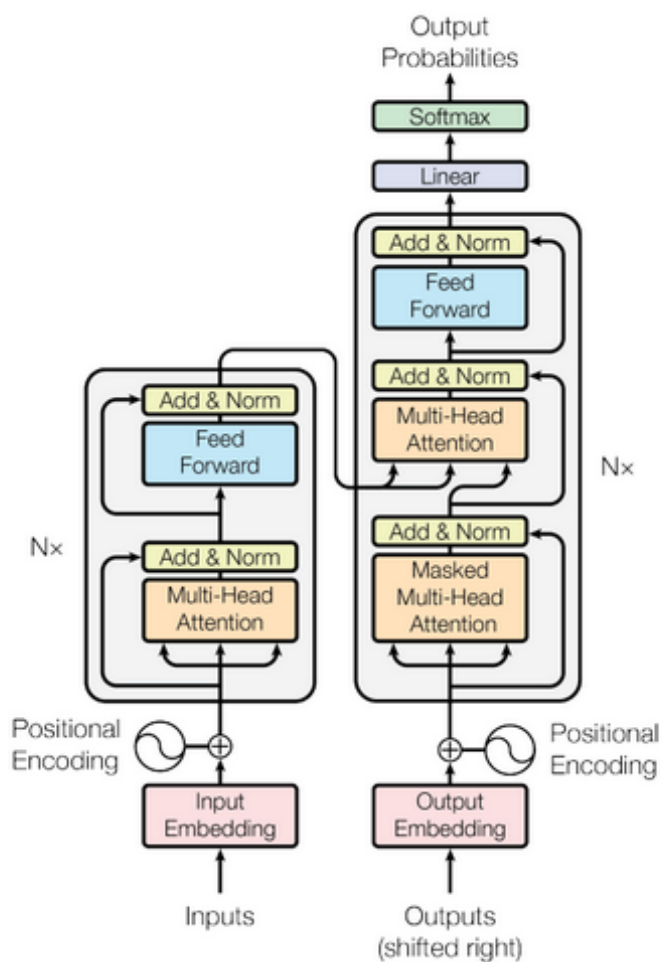 Output
Probabilities
Softmax
Linear
Add & Norm
Feed
Forward
Add & Norm
Multi-Head
Attention
Add & Norm
Masked
Multi-Head
Attention
N×
Positional
Encoding
Output
Embedding
Outputs
(shifted right)
Add & Norm
Feed
Forward
Add & Norm
Multi-Head
Attention
N×
Positional
Encoding
Input
Embedding
Inputs